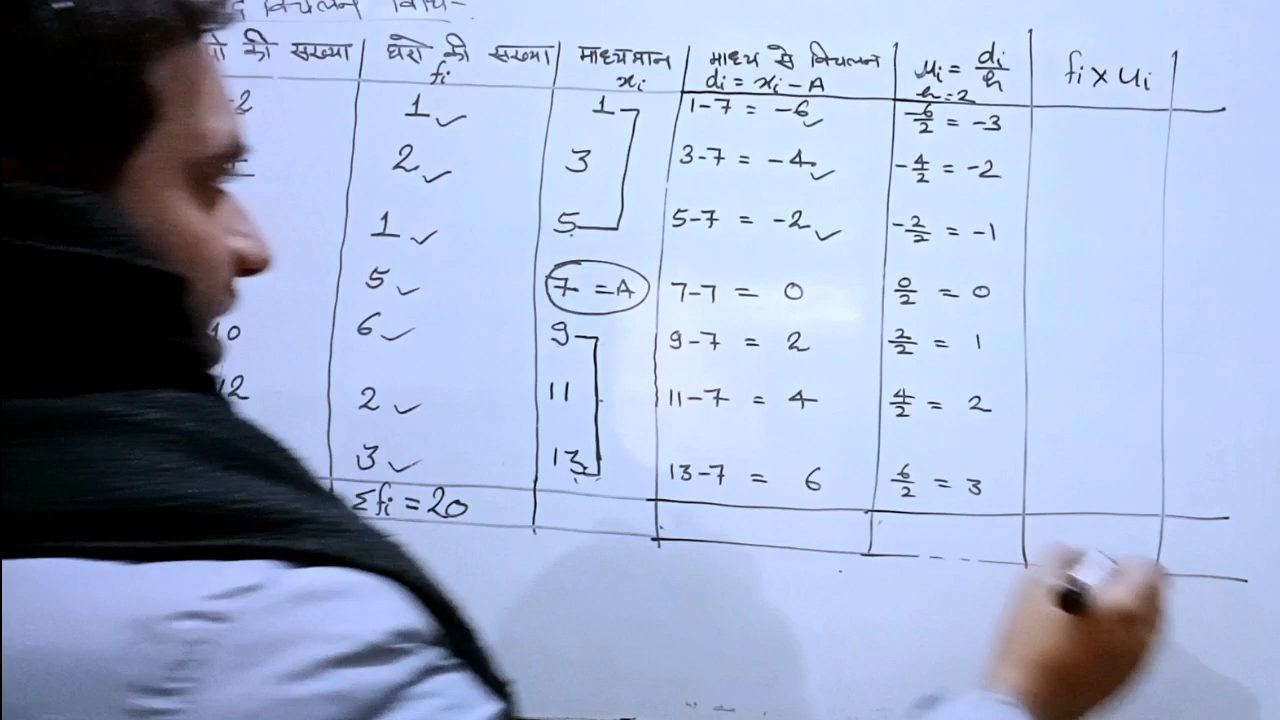 विचलन विधि-
की संख्या घरों की संख्या fi माध्यमान xi माध्य से विचलन di = xi - A ui = di/h h=2 fi x ui
-2 1 1 1-7 = -6 -6/2 = -3
2 3 3-7 = -4 -4/2 = -2
1 5 5-7 = -2 -2/2 = -1
5 7 = A 7-7 = 0 0/2 = 0
10 6 9 9-7 = 2 2/2 = 1
12 2 11 11-7 = 4 4/2 = 2
3 13 13-7 = 6 6/2 = 3
Σfi = 20